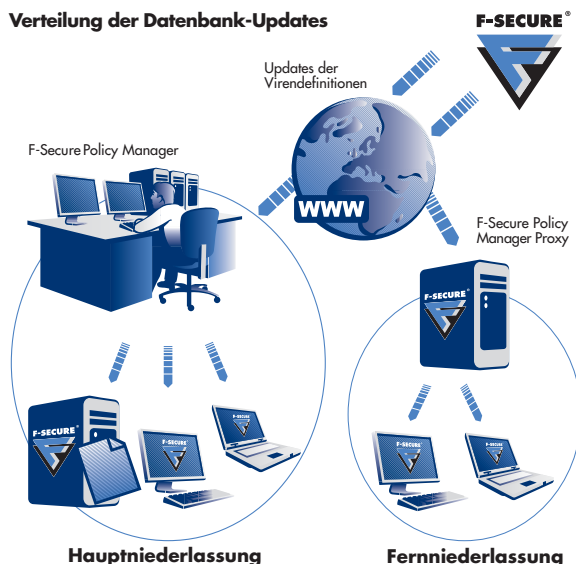 Verteilung der Datenbank-Updates
F-SECURE®
Updates der
Virendefinitionen
F-Secure Policy Manager
WWW
F-Secure Policy
Manager Proxy
F-SECURE®
F-SECURE®
F-SECURE®
F-SECURE®
F-SECURE®
F-SECURE®
Hauptniederlassung
Fernniederlassung